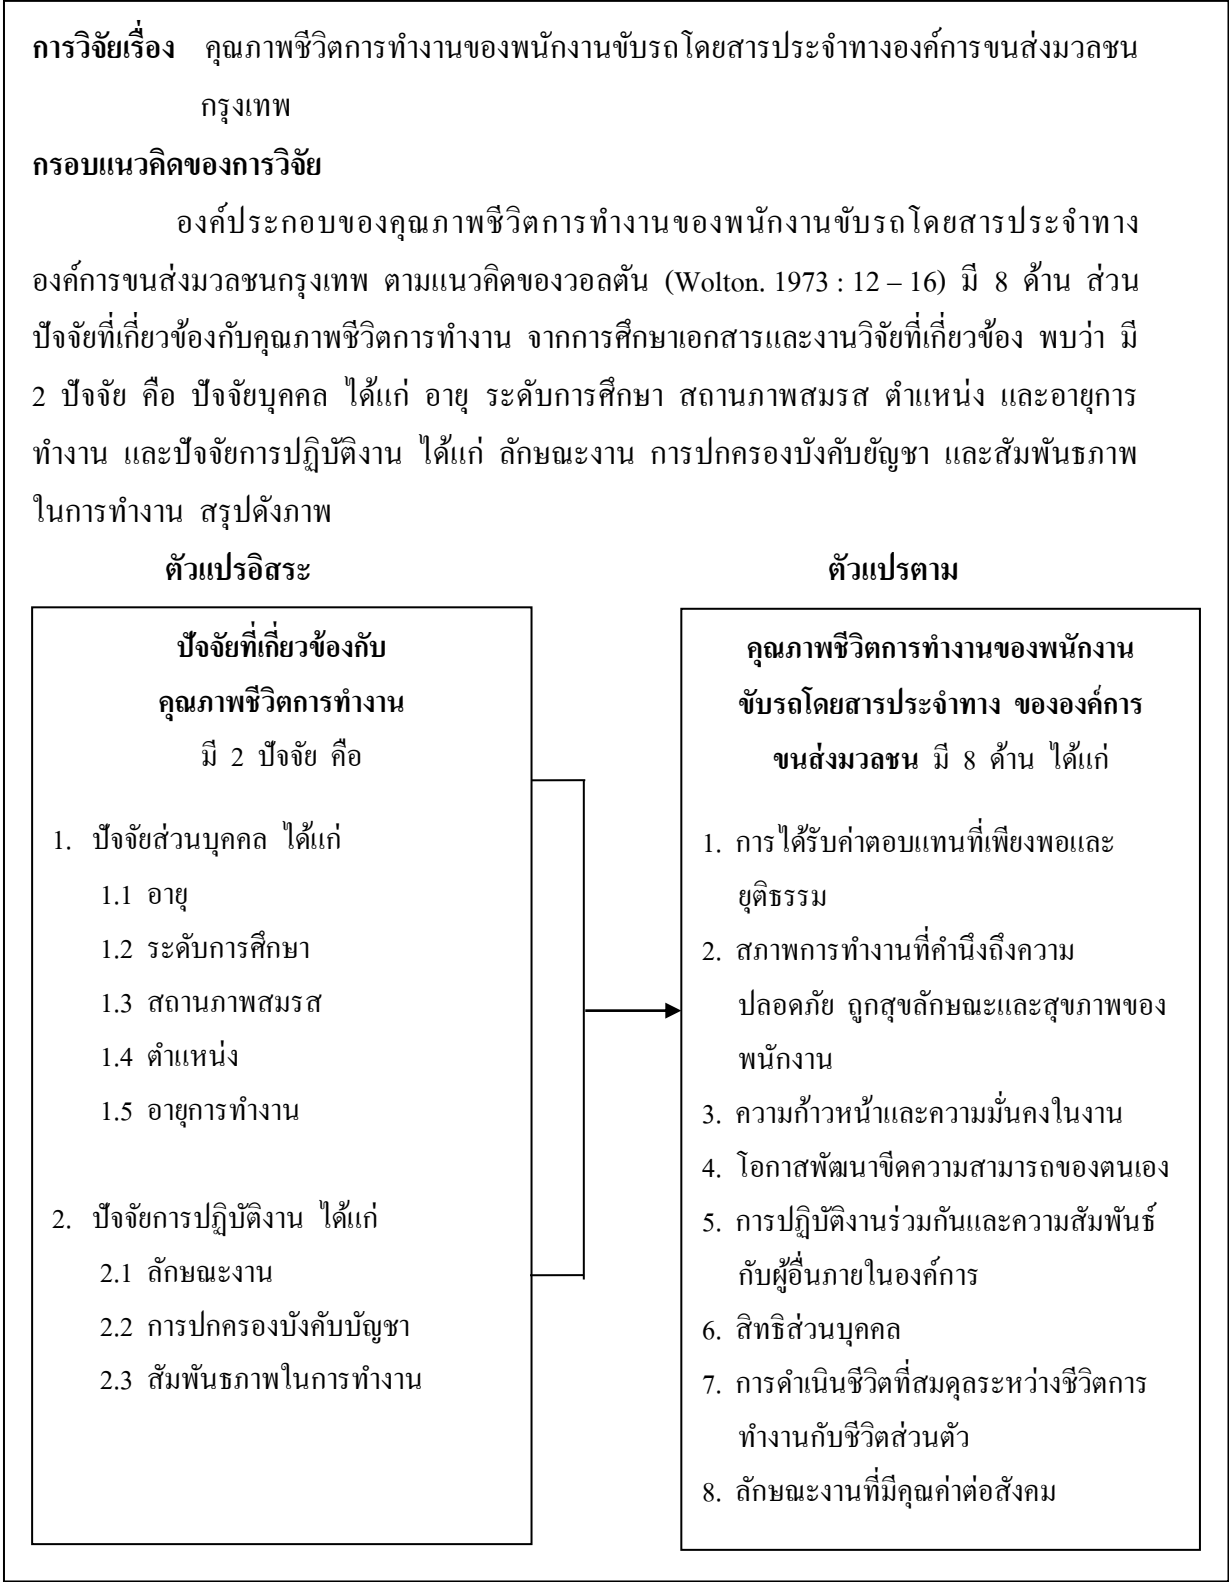 การวิจัยเรื่อง คุณภาพชีวิตการทำงานของพนักงานขับรถโดยสารประจำทางองค์การขนส่งมวลชน
กรุงเทพ
กรอบแนวคิดของการวิจัย
องค์ประกอบของคุณภาพชีวิตการทำงานของพนักงานขับรถโดยสารประจำทาง
องค์การขนส่งมวลชนกรุงเทพ ตามแนวคิดของวอลตัน (Wolton. 1973 : 12 – 16) มี 8 ด้าน ส่วน
ปัจจัยที่เกี่ยวข้องกับคุณภาพชีวิตการทำงาน จากการศึกษาเอกสารและงานวิจัยที่เกี่ยวข้อง พบว่า มี
2 ปัจจัย คือ ปัจจัยบุคคล ได้แก่ อายุ ระดับการศึกษา สถานภาพสมรส ตำแหน่ง และอายุการ
ทำงาน และปัจจัยการปฏิบัติงาน ได้แก่ ลักษณะงาน การปกครองบังคับยัญชา และสัมพันธภาพ
ในการทำงาน สรุปดังภาพ
ตัวแปรอิสระ
ปัจจัยที่เกี่ยวข้องกับ
คุณภาพชีวิตการทำงาน
มี 2 ปัจจัย คือ
1. ปัจจัยส่วนบุคคล ได้แก่
1.1 อายุ
1.2 ระดับการศึกษา
1.3 สถานภาพสมรส
1.4 ตำแหน่ง
1.5 อายุการทำงาน
2. ปัจจัยการปฏิบัติงาน ได้แก่
2.1 ลักษณะงาน
2.2 การปกครองบังคับบัญชา
2.3 สัมพันธภาพในการทำงาน
ตัวแปรตาม
คุณภาพชีวิตการทำงานของพนักงาน
ขับรถโดยสารประจำทาง ขององค์การ
ขนส่งมวลชน มี 8 ด้าน ได้แก่
1. การได้รับค่าตอบแทนที่เพียงพอและ
ยุติธรรม
2. สภาพการทำงานที่คำนึงถึงความ
ปลอดภัย ถูกสุขลักษณะและสุขภาพของ
พนักงาน
3. ความก้าวหน้าและความมั่นคงในงาน
4. โอกาสพัฒนาขีดความสามารถของตนเอง
5. การปฏิบัติงานร่วมกันและความสัมพันธ์
กับผู้อื่นภายในองค์การ
6. สิทธิส่วนบุคคล
7. การดำเนินชีวิตที่สมดุลระหว่างชีวิตการ
ทำงานกับชีวิตส่วนตัว
8. ลักษณะงานที่มีคุณค่าต่อสังคม